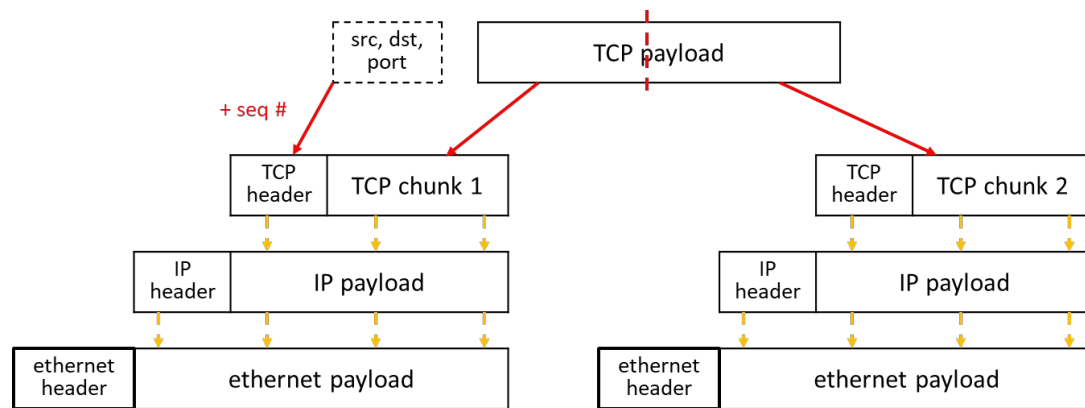 src, dst,
port
TCP payload
+ seq #
TCP
header
TCP chunk 1
TCP
header
TCP chunk 2
IP
header
IP payload
IP
header
IP payload
ethernet
header
ethernet payload
ethernet
header
ethernet payload